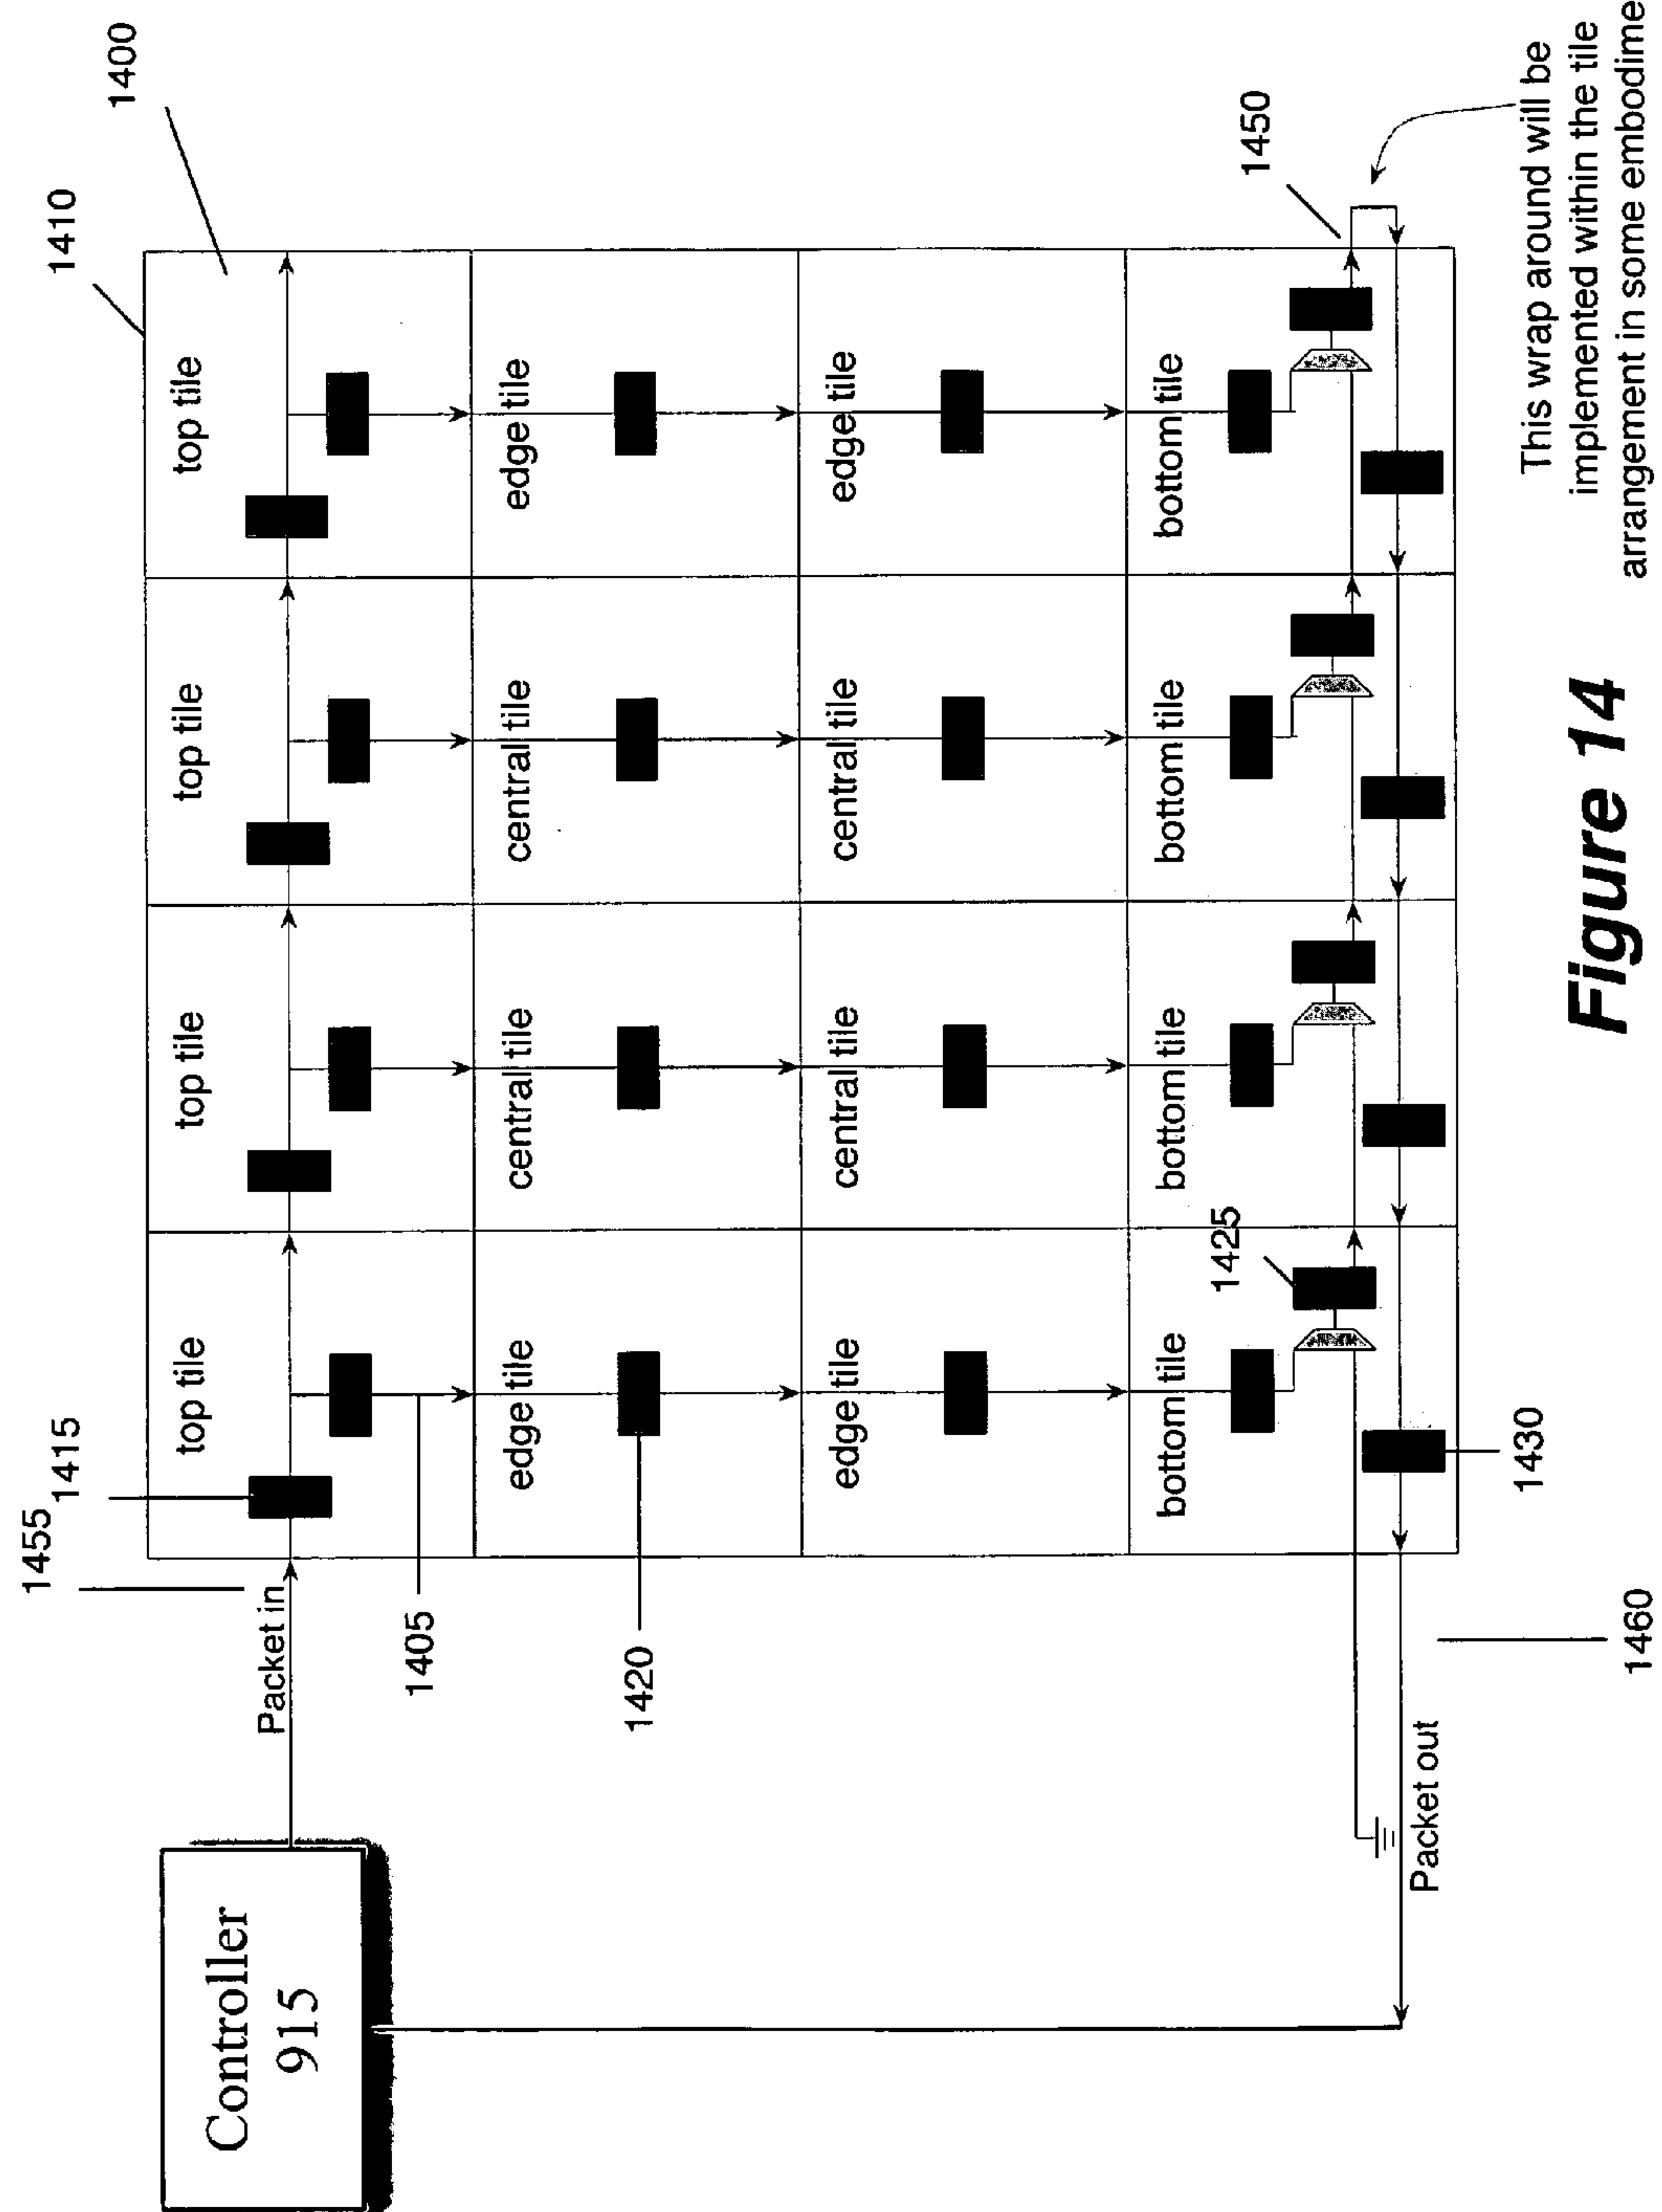 1455
1415
1410
1400
top tile
top tile
top tile
top tile
Controller
915
Packet in
1405
edge tile
central tile
central tile
edge tile
1420
edge tile
central tile
central tile
edge tile
bottom tile
bottom tile
bottom tile
bottom tile
1425
1450
Packet out
1430
1460
This wrap around will be
implemented within the tile
arrangement in some embodime
Figure 14